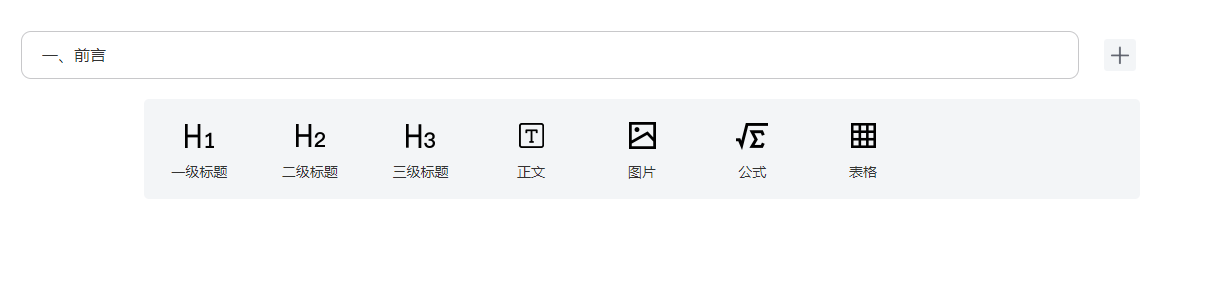 一、前言
H1 H2 H3 T √Σ
一级标题 二级标题 三级标题 正文 图片 公式 表格